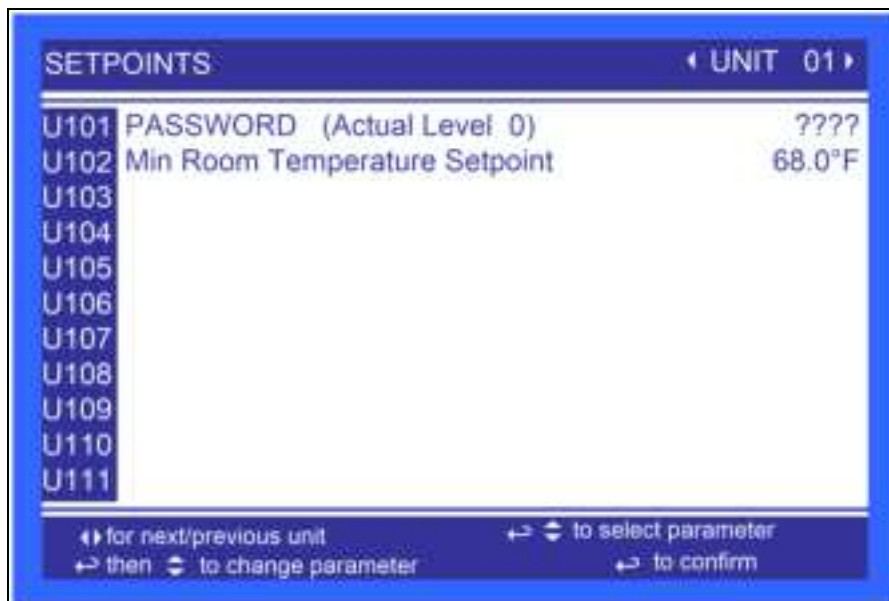 SETPOINTS ◂ UNIT 01 ▸
U101 PASSWORD (Actual Level 0) ????
U102 Min Room Temperature Setpoint 68.0°F
U103
U104
U105
U106
U107
U108
U109
U110
U111
◂▸ for next/previous unit ↵ ▴▾ to select parameter
↵ then ▴▾ to change parameter ↵ to confirm